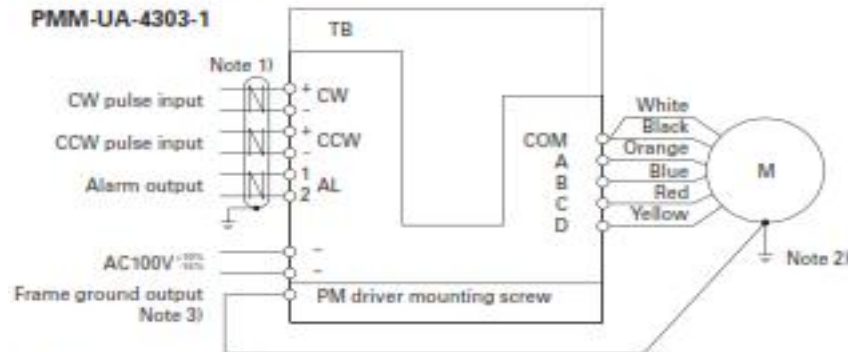 PMM-UA-4303-1
TB
Note 1)
CW pulse input
+ CW
-
CCW pulse input
+ CCW
-
Alarm output
1 AL
2
COM
A
B
C
D
White
Black
Orange
Blue
Red
Yellow
M
Note 2)
AC100V
-
-
Frame ground output
Note 3)
PM driver mounting screw